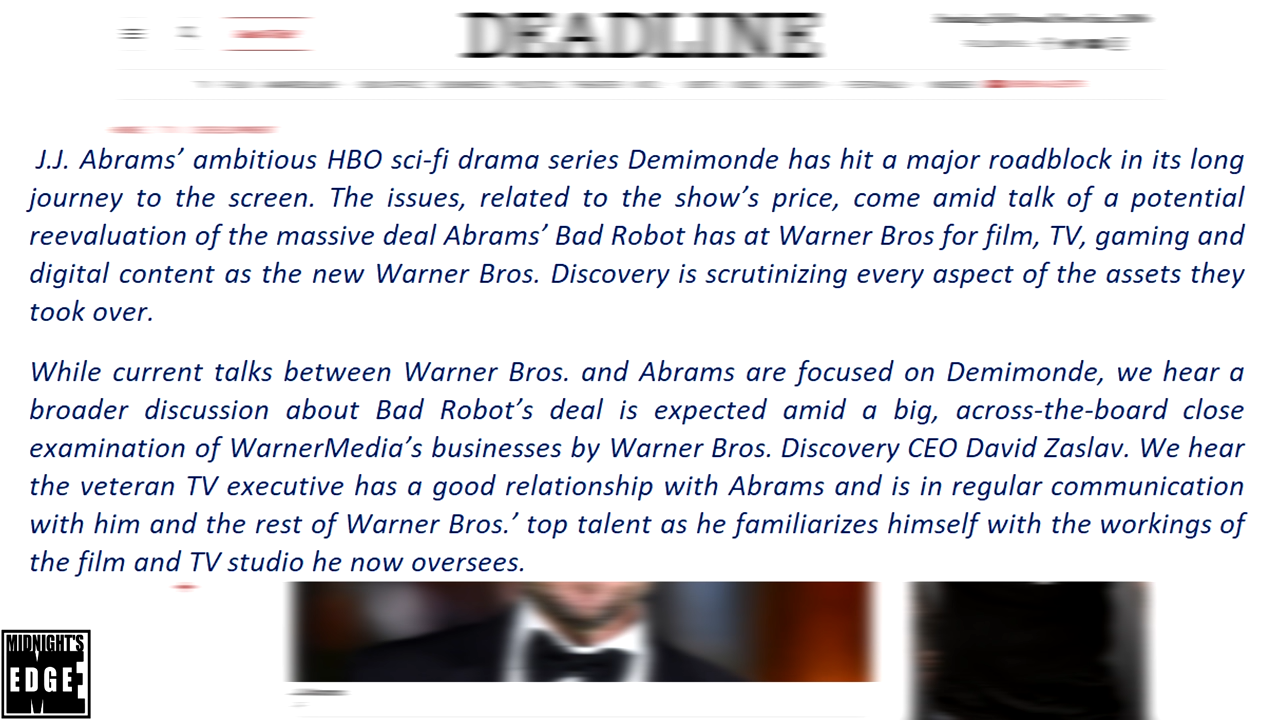 DEADLINE
J.J. Abrams’ ambitious HBO sci-fi drama series Demimonde has hit a major roadblock in its long
journey to the screen. The issues, related to the show’s price, come amid talk of a potential
reevaluation of the massive deal Abrams’ Bad Robot has at Warner Bros for film, TV, gaming and
digital content as the new Warner Bros. Discovery is scrutinizing every aspect of the assets they
took over.
While current talks between Warner Bros. and Abrams are focused on Demimonde, we hear a
broader discussion about Bad Robot’s deal is expected amid a big, across-the-board close
examination of WarnerMedia’s businesses by Warner Bros. Discovery CEO David Zaslav. We hear
the veteran TV executive has a good relationship with Abrams and is in regular communication
with him and the rest of Warner Bros.’ top talent as he familiarizes himself with the workings of
the film and TV studio he now oversees.
MIDNIGHT'S
EDGE
ME